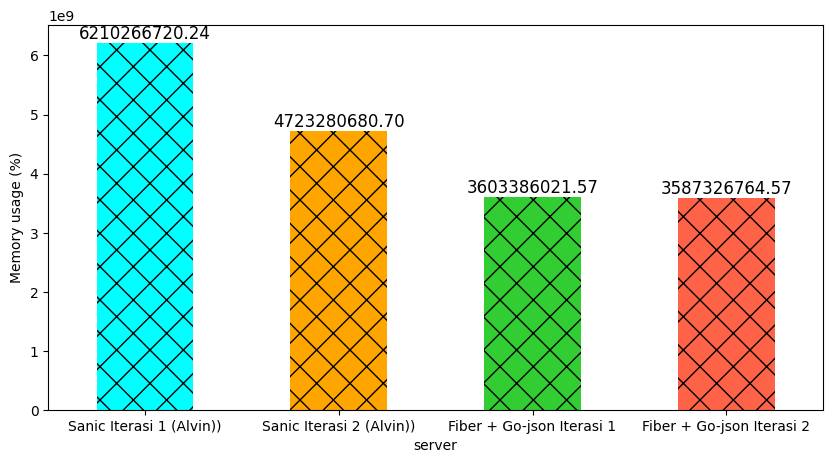 1e9
6210266720.24
4723280680.70
3603386021.57
3587326764.57
6
5
4
3
2
1
0
Memory usage (%)
Sanic Iterasi 1 (Alvin))
Sanic Iterasi 2 (Alvin))
Fiber + Go-json Iterasi 1
Fiber + Go-json Iterasi 2
server